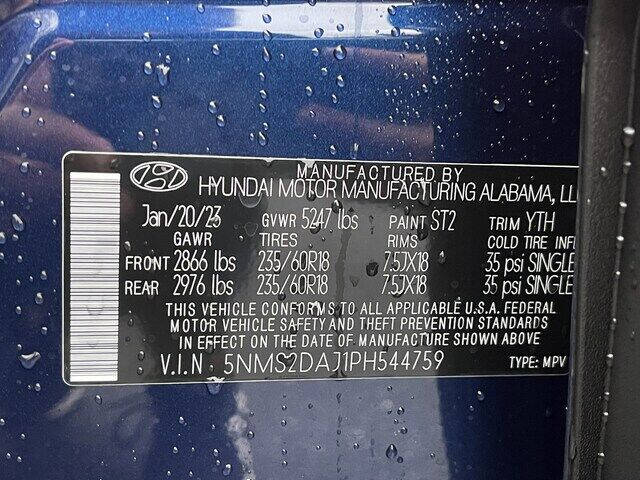 MANUFACTURED BY
HYUNDAI MOTOR MANUFACTURING ALABAMA, LL
Jan/20/23 GVWR 5247 lbs PAINT ST2 TRIM YTH
GAWR TIRES RIMS COLD TIRE INFL
FRONT 2866 lbs 235/60R18 7.5JX18 35 psi SINGLE
REAR 2976 lbs 235/60R18 7.5JX18 35 psi SINGLE
THIS VEHICLE CONFORMS TO ALL APPLICABLE U.S.A. FEDERAL
MOTOR VEHICLE SAFETY AND THEFT PREVENTION STANDARDS
IN EFFECT ON THE DATE OF MANUFACTURE SHOWN ABOVE
V.I.N : 5NMS2DAJ1PH544759 TYPE: MPV